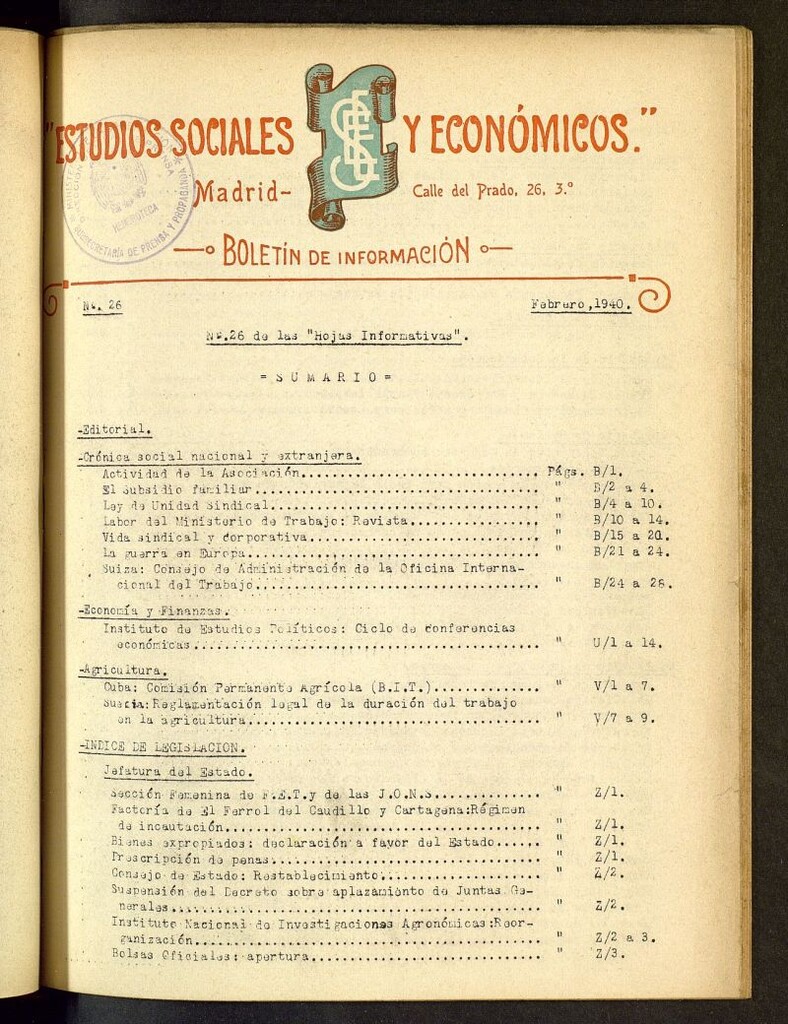 "ESTUDIOS SOCIALES Y ECONÓMICOS."
Madrid- Calle del Prado, 26, 3.º
BOLETÍN DE INFORMACIÓN
HEMEROTECA
SUBSECRETARÍA DE PRENSA Y PROPAGANDA
Nº. 26 Febrero, 1940.
Nº.26 de las "Hojas Informativas".
= S U M A R I O =
-Editorial.
-Crónica social nacional y extranjera.
Actividad de la Asociación.............................. Págs. B/1.
El Subsidio familiar.................................... " B/2 a 4.
Ley de Unidad Sindical.................................. " B/4 a 10.
Labor del Ministerio de Trabajo: Revista................ " B/10 a 14.
Vida sindical y corporativa............................. " B/15 a 20.
La guerra en Europa..................................... " B/21 a 24.
Suiza: Consejo de Administración de la Oficina Interna-
cional del Trabajo.................................... " B/24 a 28.
-Economía y Finanzas.
Instituto de Estudios Políticos: Ciclo de conferencias
económicas............................................ " U/1 a 14.
-Agricultura.
Cuba: Comisión Permanente Agrícola (B.I.T.)............. " V/1 a 7.
Suecia:Reglamentación legal de la duración del trabajo
en la agricultura..................................... " V/7 a 9.
-INDICE DE LEGISLACION.
Jefatura del Estado.
Sección Femenina de F.E.T.y de las J.O.N.S.............. " Z/1.
Factoría de El Ferrol del Caudillo y Cartagena:Régimen
de incautación........................................ " Z/1.
Bienes expropiados: declaración a favor del Estado...... " Z/1.
Prescripción de penas................................... " Z/1.
Consejo de Estado: Restablecimiento..................... " Z/2.
Suspensión del Decreto sobre aplazamiento de Juntas Ge-
nerales............................................... " Z/2.
Instituto Nacional de Investigaciones Agronómicas:Reor-
ganización............................................ " Z/2 a 3.
Bolsas Oficiales: apertura.............................. " Z/3.